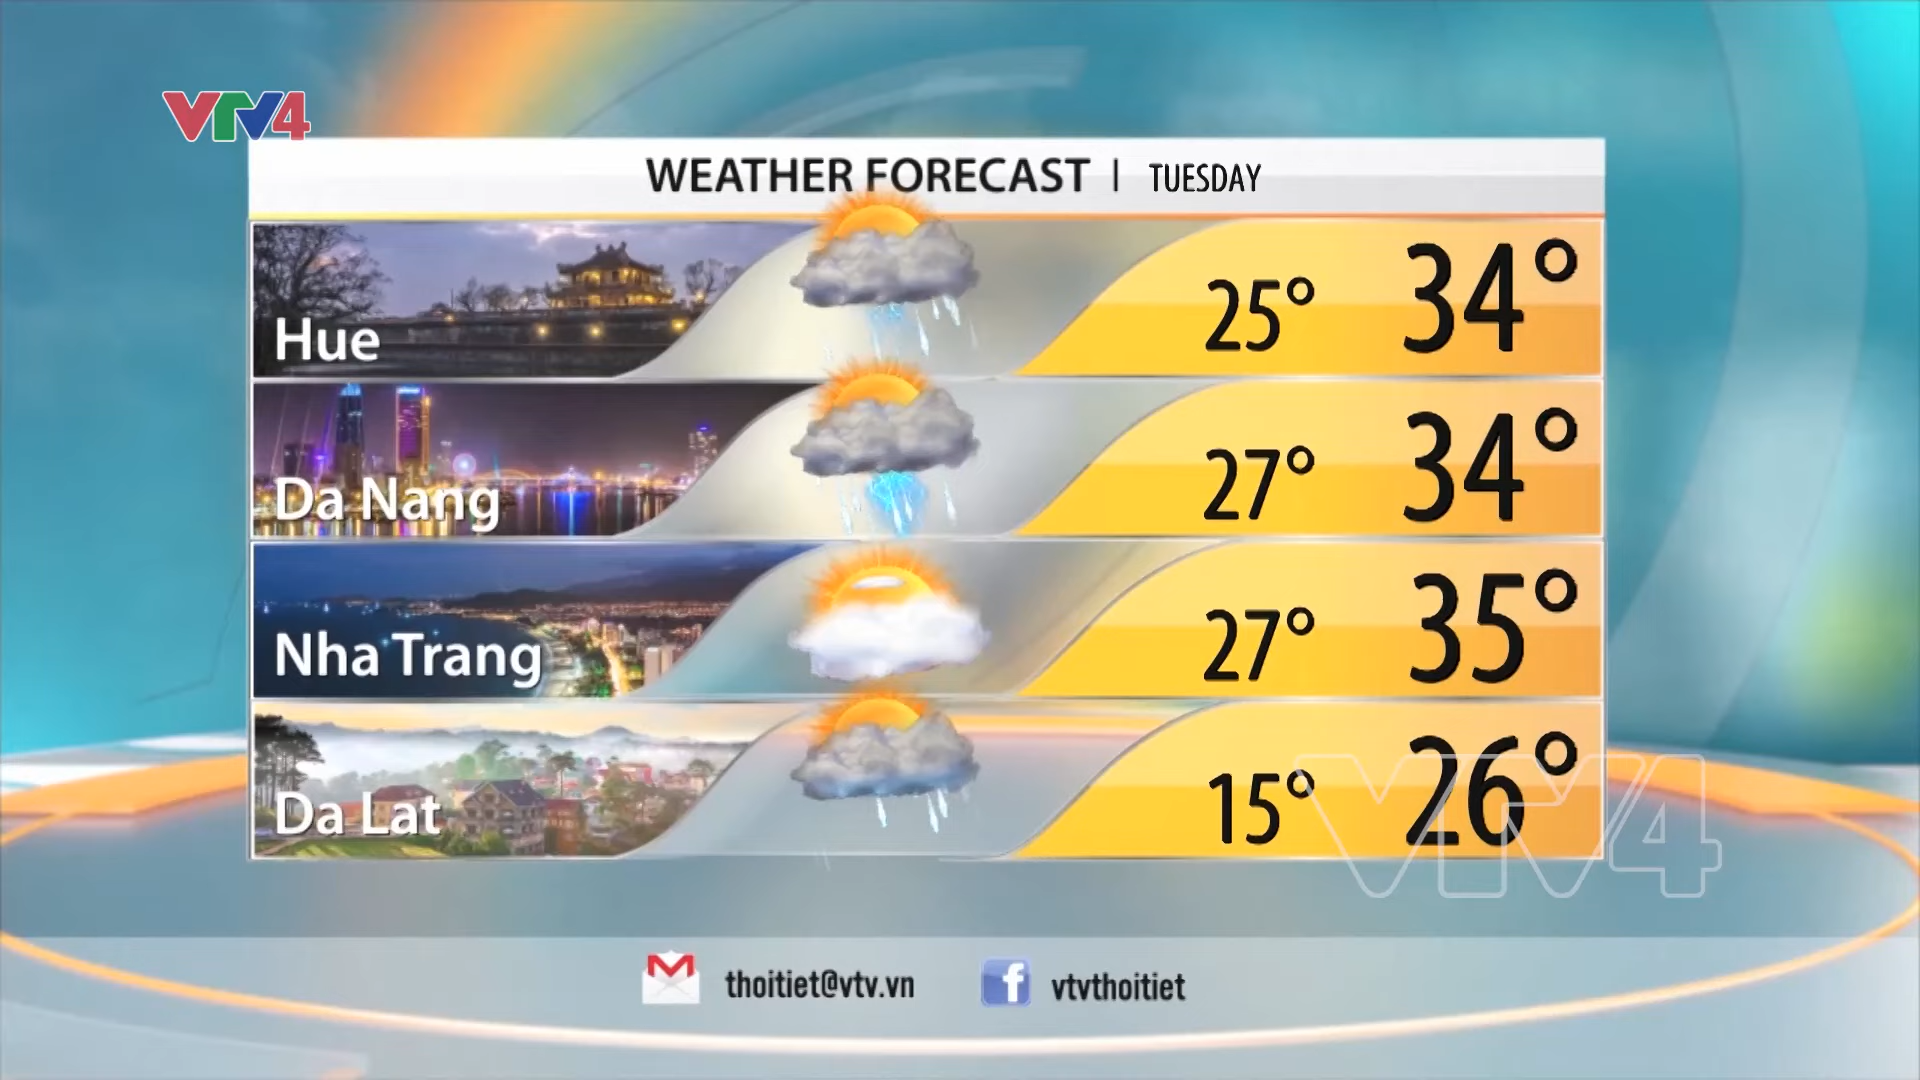 VTV4
WEATHER FORECAST | TUESDAY
Hue 25° 34°
Da Nang 27° 34°
Nha Trang 27° 35°
Da Lat 15° 26°
VTV4
thoitiet@vtv.vn vtvthoitiet